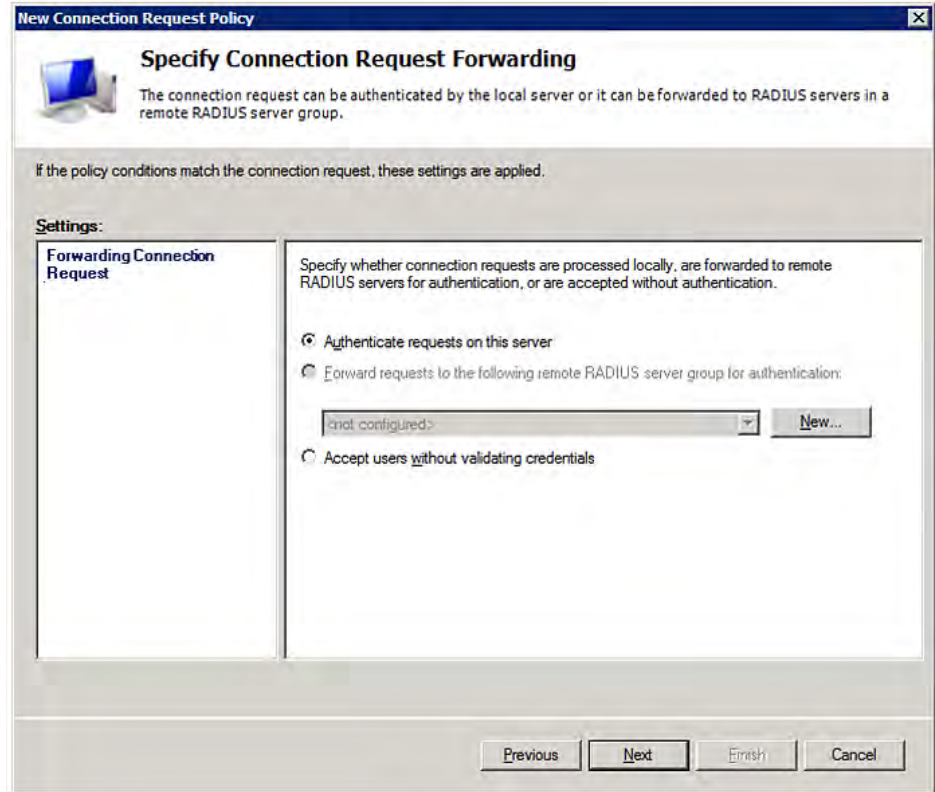 New Connection Request Policy
Specify Connection Request Forwarding
The connection request can be authenticated by the local server or it can be forwarded to RADIUS servers in a
remote RADIUS server group.
If the policy conditions match the connection request, these settings are applied.
Settings:
Forwarding Connection
Request
Specify whether connection requests are processed locally, are forwarded to remote
RADIUS servers for authentication, or are accepted without authentication.
Authenticate requests on this server
Forward requests to the following remote RADIUS server group for authentication:
<not configured>
New...
Accept users without validating credentials
Previous
Next
Finish
Cancel